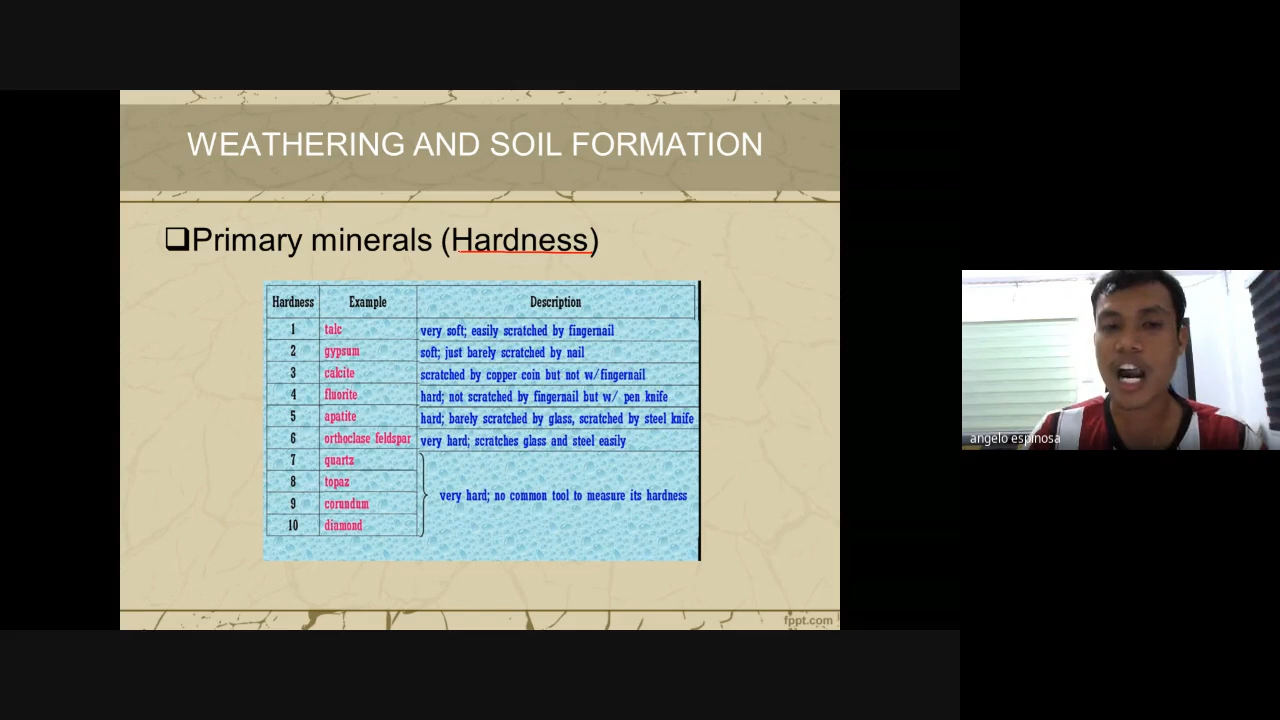 WEATHERING AND SOIL FORMATION
❑Primary minerals (Hardness)
Hardness Example Description
1 talc very soft; easily scratched by fingernail
2 gypsum soft; just barely scratched by nail
3 calcite scratched by copper coin but not w/fingernail
4 fluorite hard; not scratched by fingernail but w/ pen knife
5 apatite hard; barely scratched by glass, scratched by steel knife
6 orthoclase feldspar very hard; scratches glass and steel easily
7 quartz
8 topaz
very hard; no common tool to measure its hardness
9 corundum
10 diamond
fppt.com
angelo espinosa